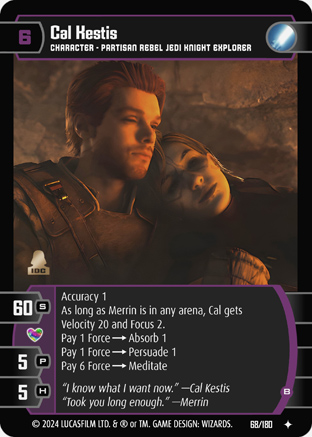 6
Cal Kestis
CHARACTER - PARTISAN REBEL JEDI KNIGHT EXPLORER
IDC
60 S
5 P
5 H
Accuracy 1
As long as Merrin is in any arena, Cal gets
Velocity 20 and Focus 2.
Pay 1 Force → Absorb 1
Pay 1 Force → Persuade 1
Pay 6 Force → Meditate
“I know what I want now.” —Cal Kestis
“Took you long enough.” —Merrin
B
© 2024 LUCASFILM LTD. & ® or TM. GAME DESIGN: WIZARDS.
68/180